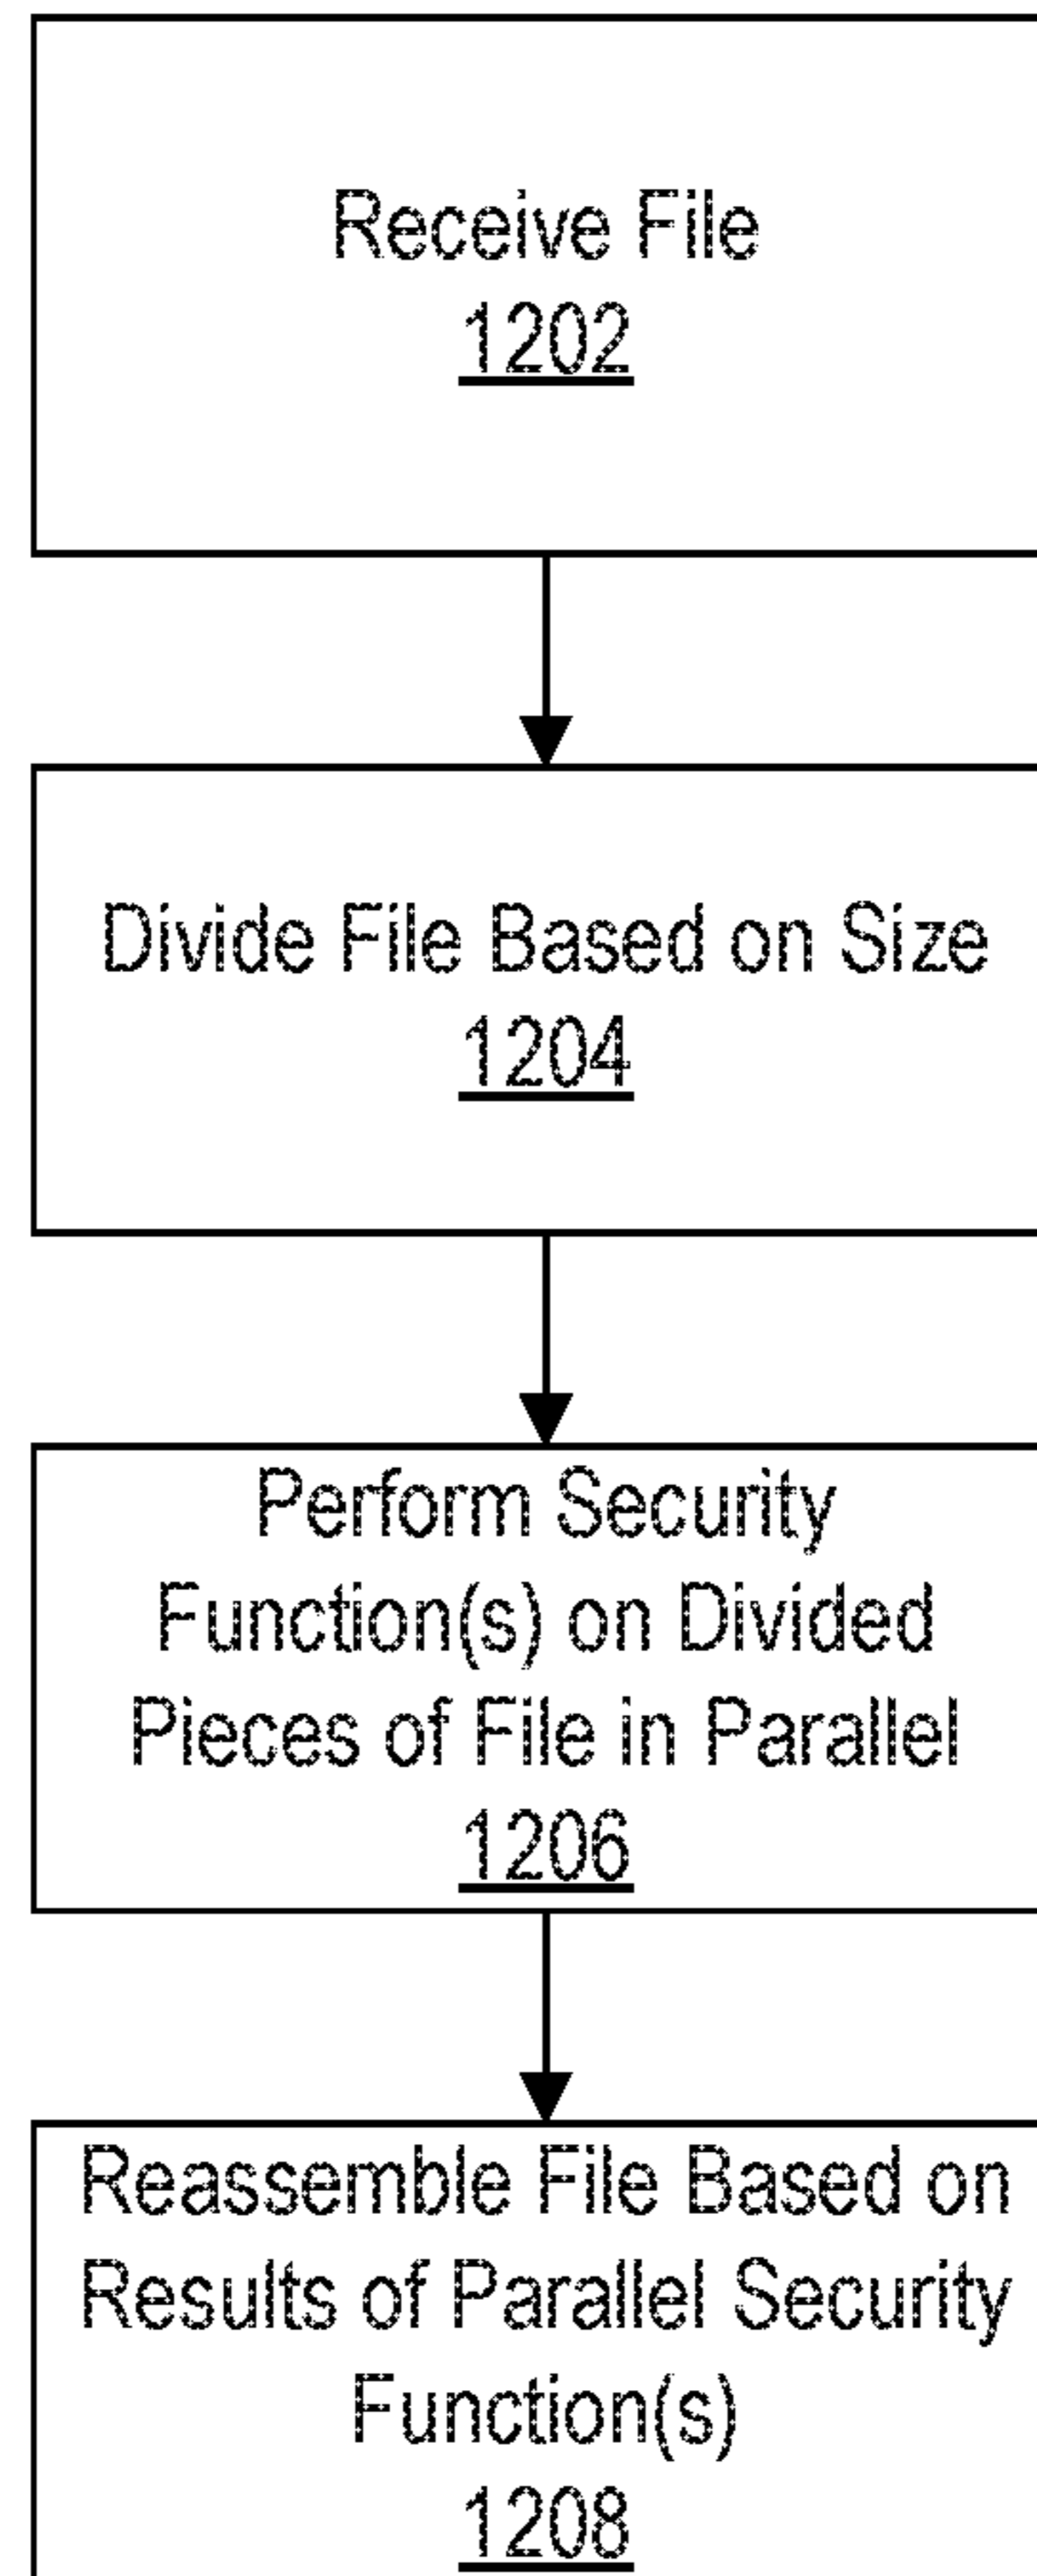 Receive File
1202
Divide File Based on Size
1204
Perform Security
Function(s) on Divided
Pieces of File in Parallel
1206
Reassemble File Based on
Results of Parallel Security
Function(s)
1208